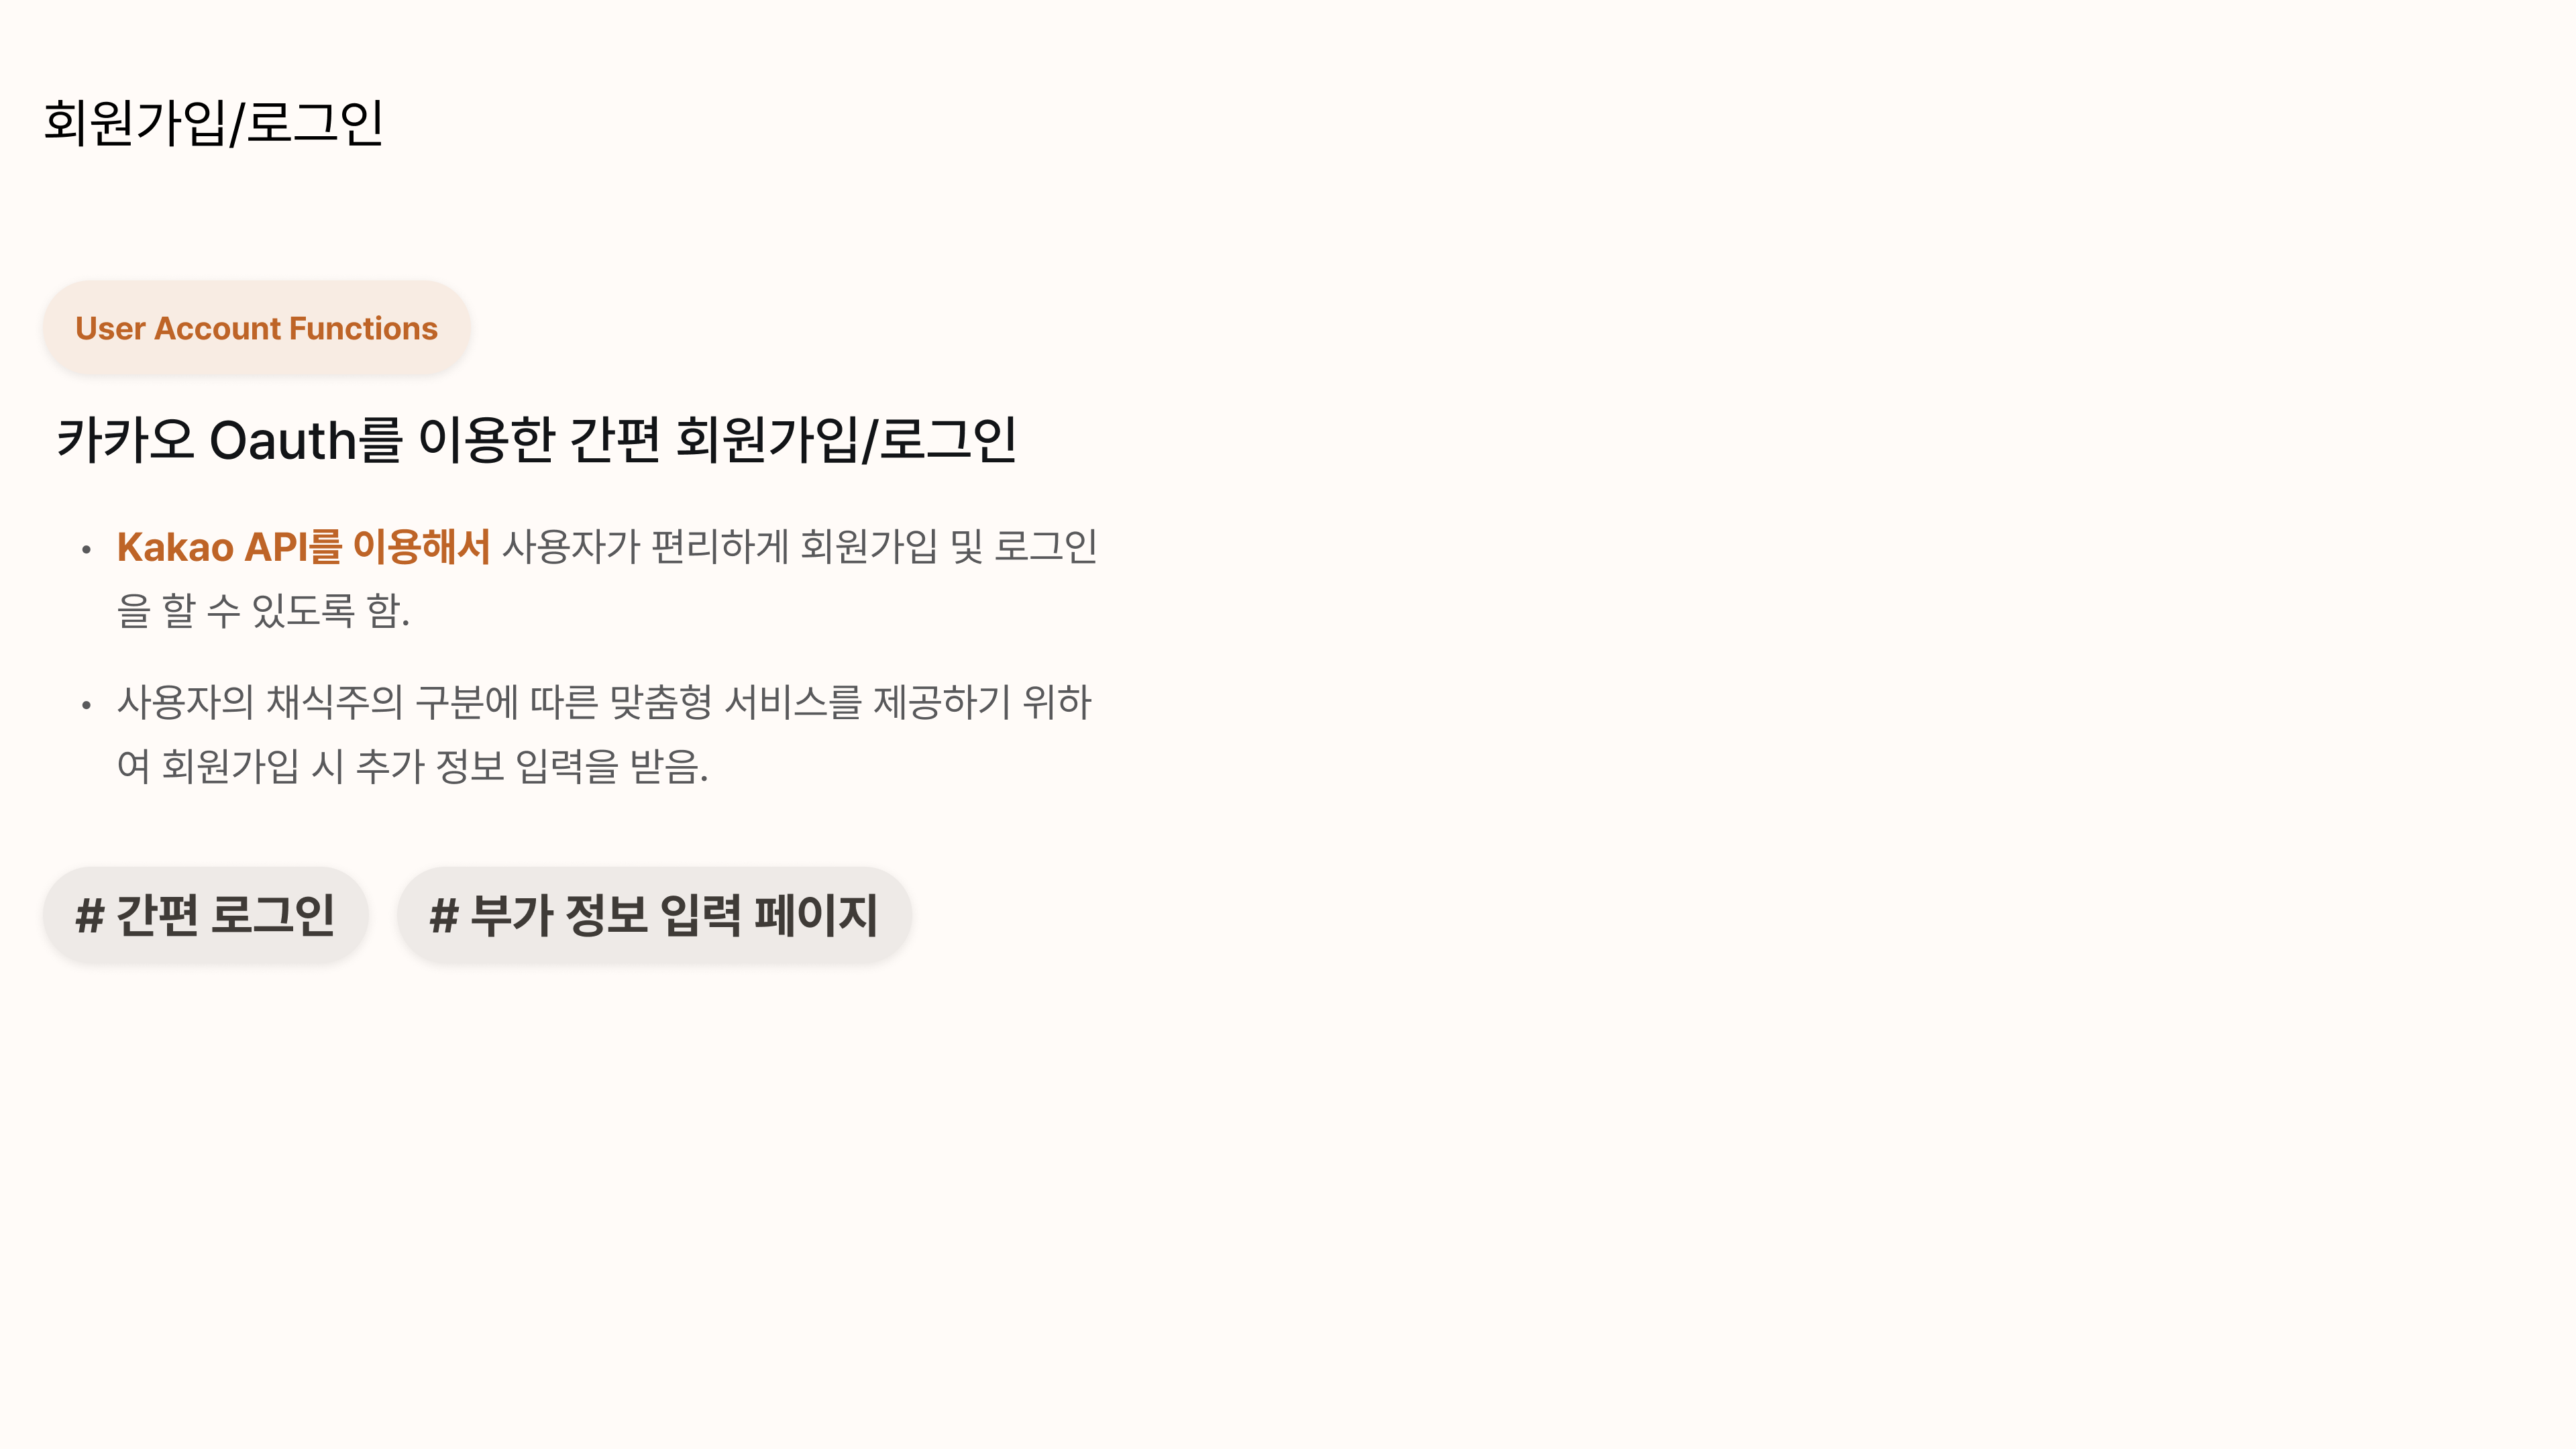 회원가입/로그인
User Account Functions
카카오 Oauth를 이용한 간편 회원가입/로그인
• Kakao API를 이용해서 사용자가 편리하게 회원가입 및 로그인
을 할 수 있도록 함.
• 사용자의 채식주의 구분에 따른 맞춤형 서비스를 제공하기 위하
여 회원가입 시 추가 정보 입력을 받음.
# 간편 로그인
# 부가 정보 입력 페이지